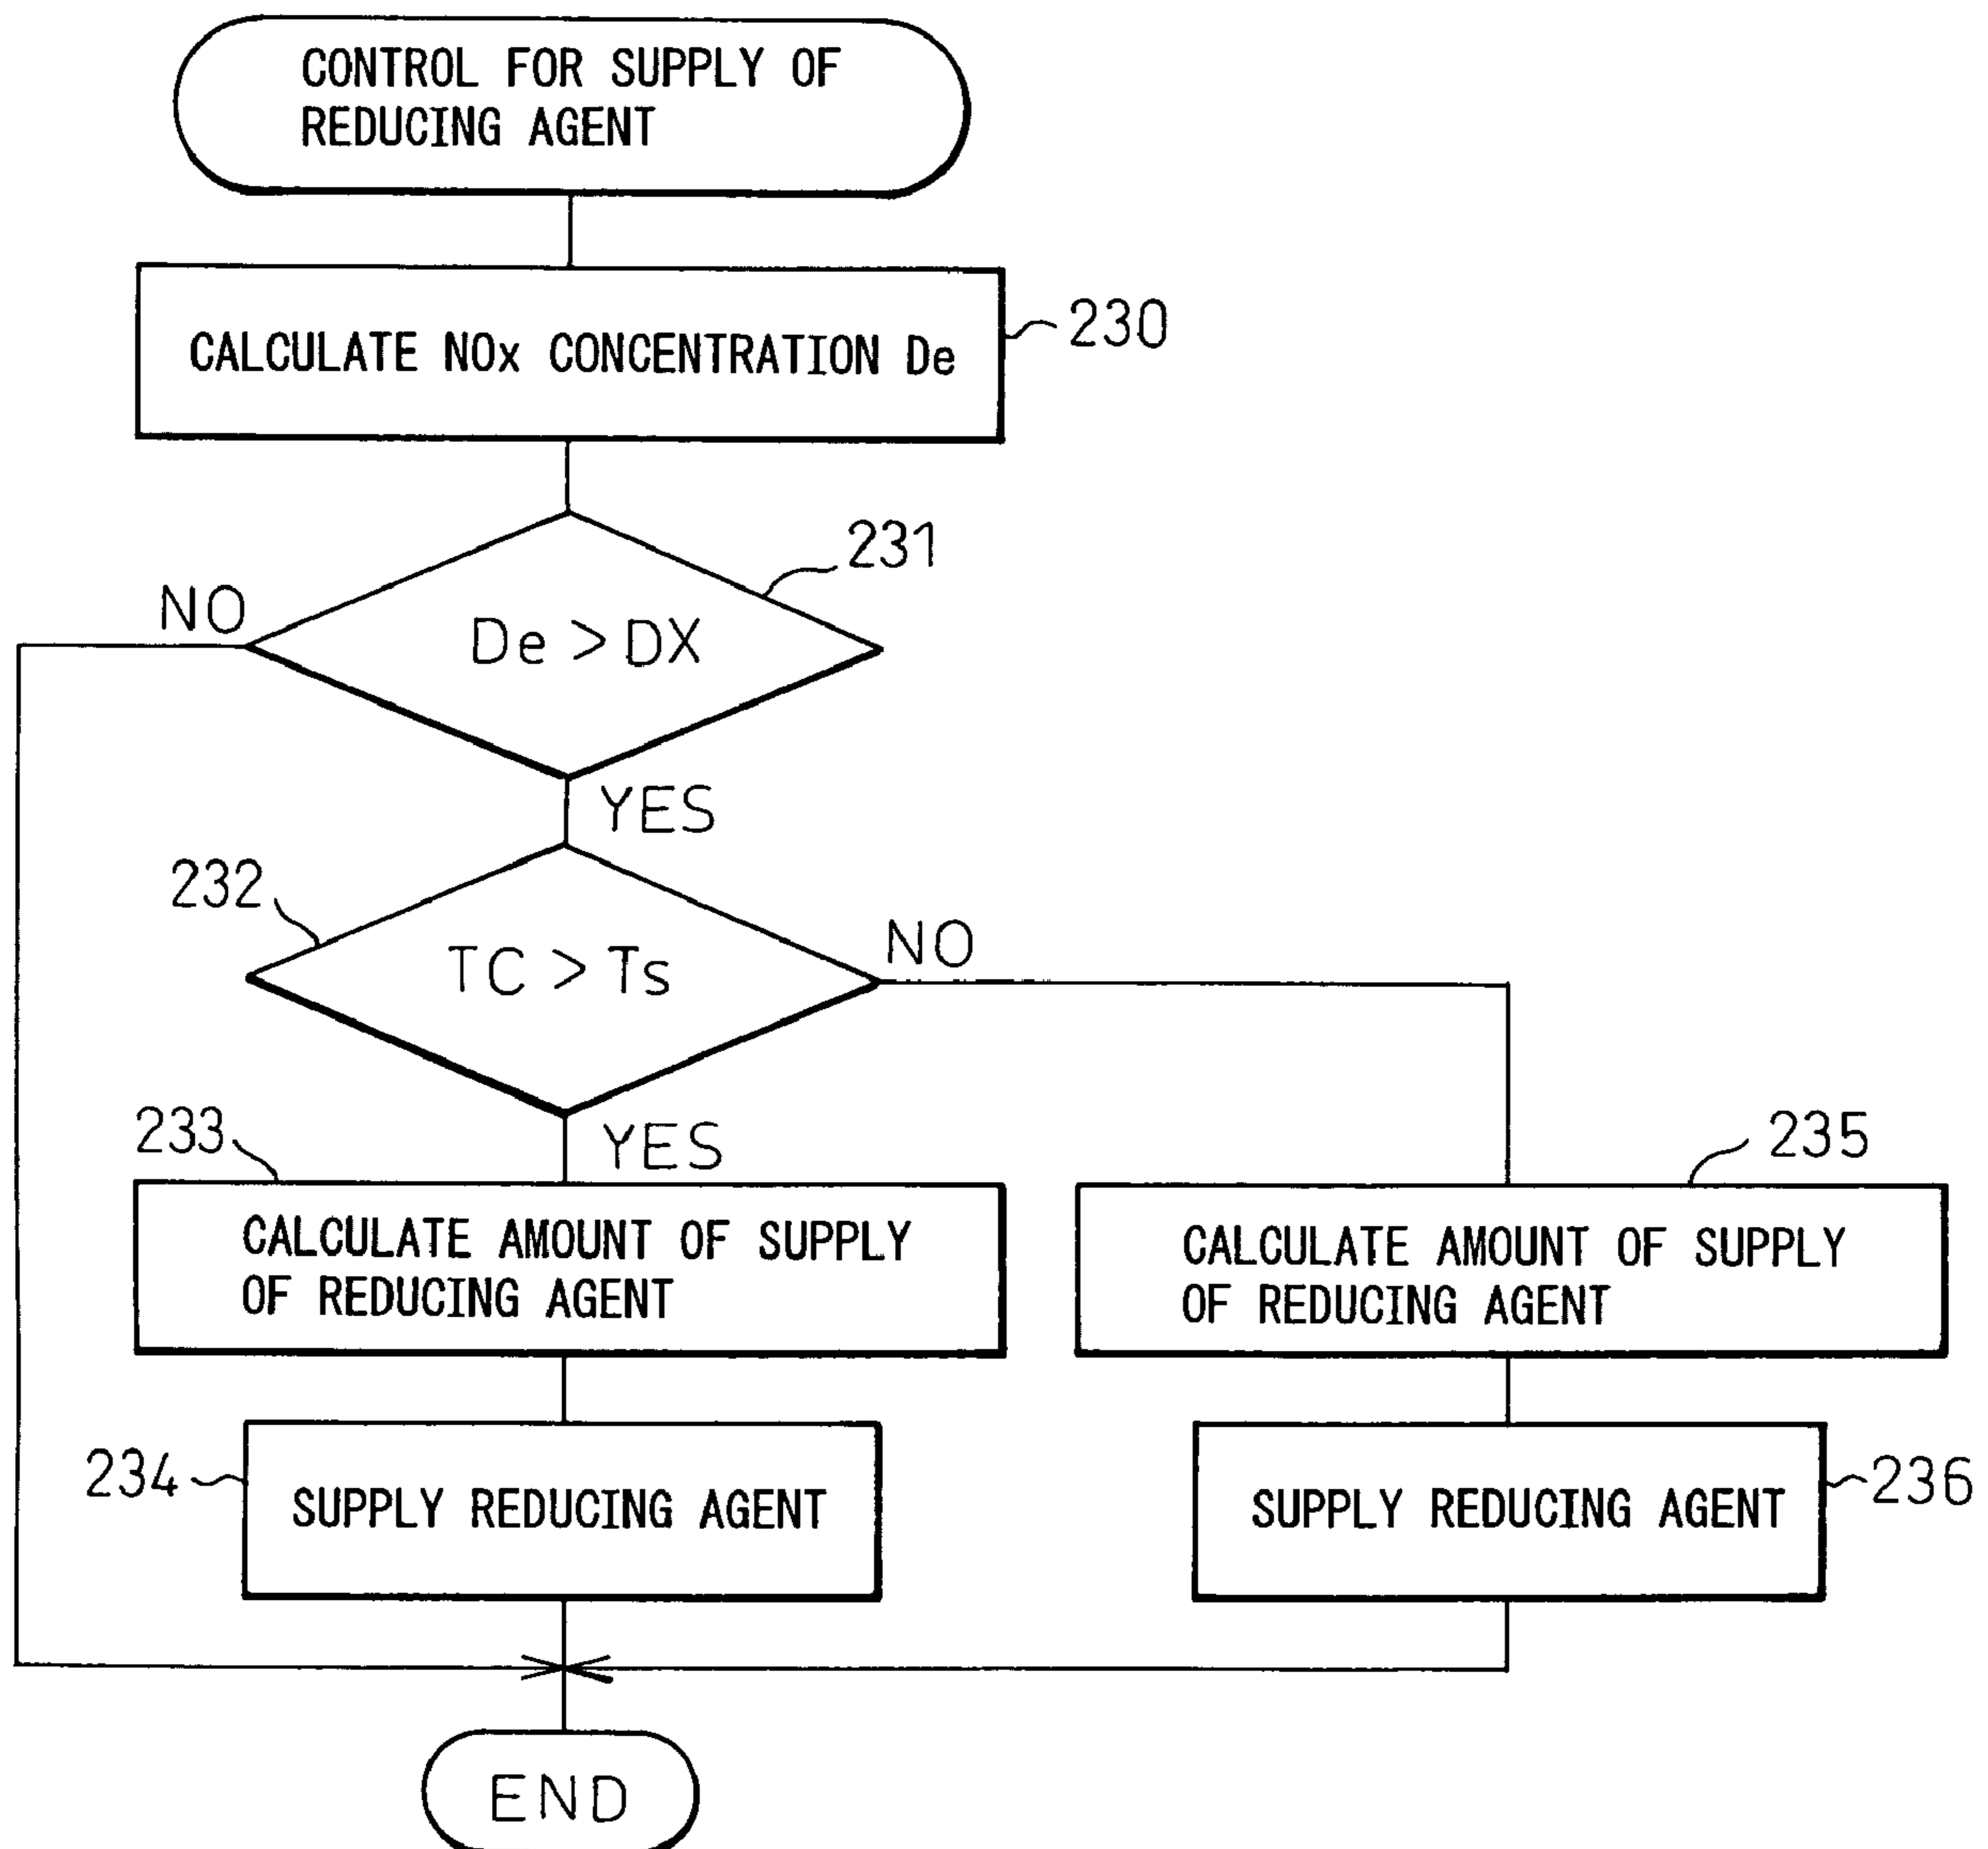 CONTROL FOR SUPPLY OF
REDUCING AGENT
CALCULATE NOx CONCENTRATION De
230
231
NO
De > DX
YES
232
TC > Ts
NO
233
YES
235
CALCULATE AMOUNT OF SUPPLY
OF REDUCING AGENT
CALCULATE AMOUNT OF SUPPLY
OF REDUCING AGENT
234
SUPPLY REDUCING AGENT
SUPPLY REDUCING AGENT
236
END